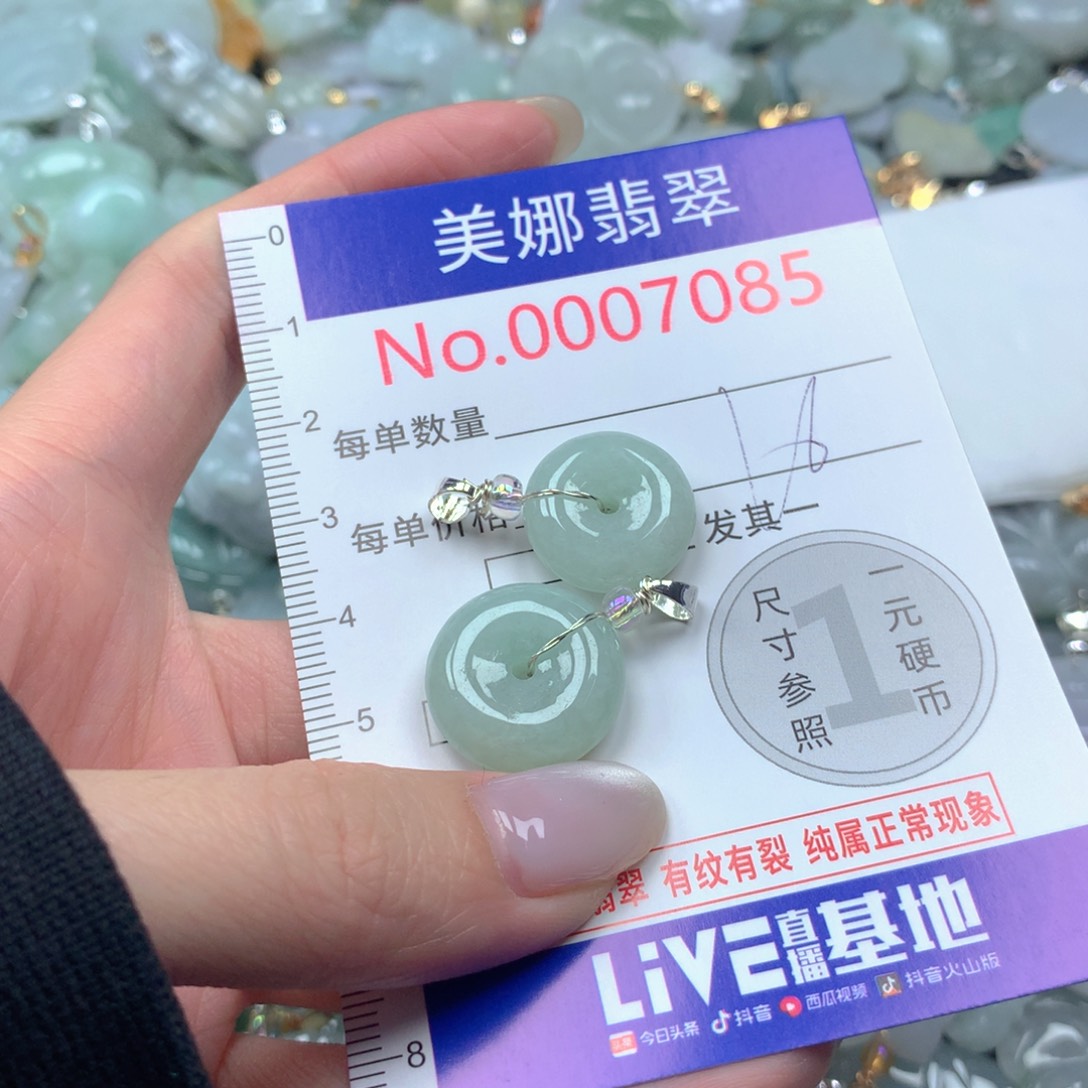 美娜翡翠
No.0007085
0
1
2
3
4
5
8
每单数量
每单价格
发其一
尺寸参照
1
一元硬币
翡翠 有纹有裂 纯属正常现象
LiVE直播基地
今日头条 抖音 西瓜视频 抖音火山版